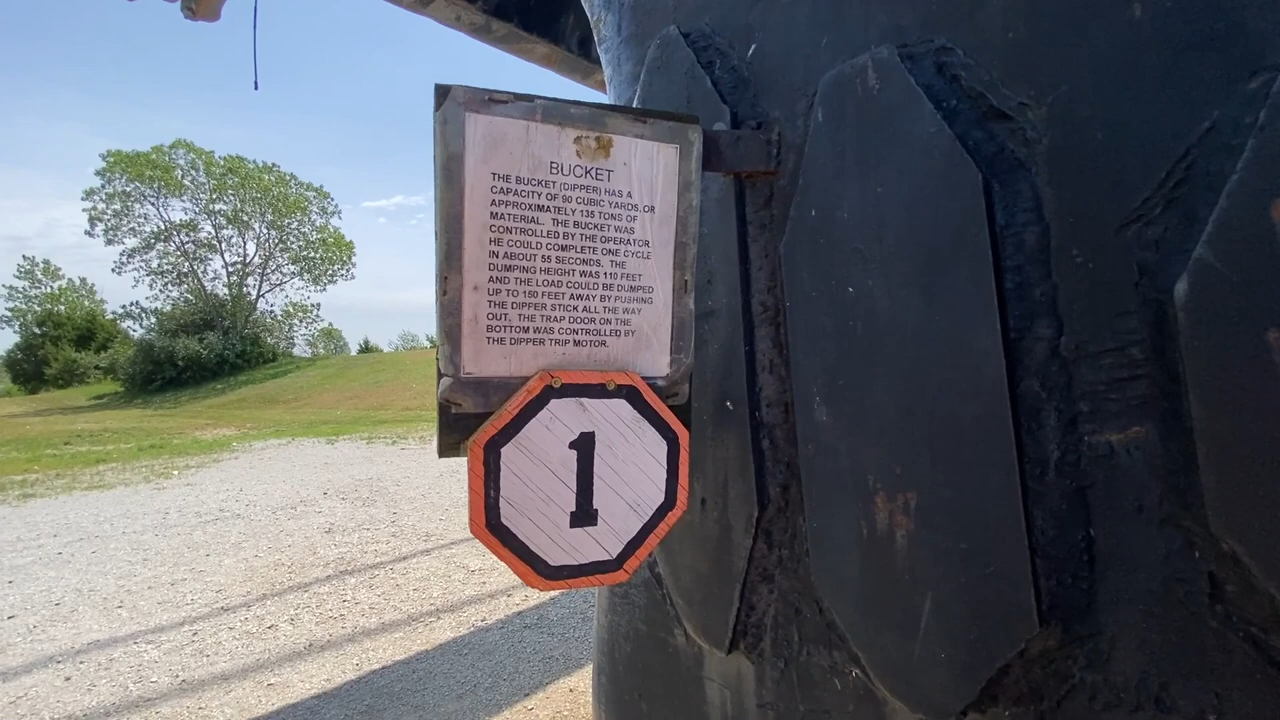 BUCKET
THE BUCKET (DIPPER) HAS A
CAPACITY OF 90 CUBIC YARDS, OR
APPROXIMATELY 135 TONS OF
MATERIAL. THE BUCKET WAS
CONTROLLED BY THE OPERATOR.
HE COULD COMPLETE ONE CYCLE
IN ABOUT 55 SECONDS. THE
DUMPING HEIGHT WAS 110 FEET
AND THE LOAD COULD BE DUMPED
UP TO 150 FEET AWAY BY PUSHING
THE DIPPER STICK ALL THE WAY
OUT. THE TRAP DOOR ON THE
BOTTOM WAS CONTROLLED BY
THE DIPPER TRIP MOTOR.
1